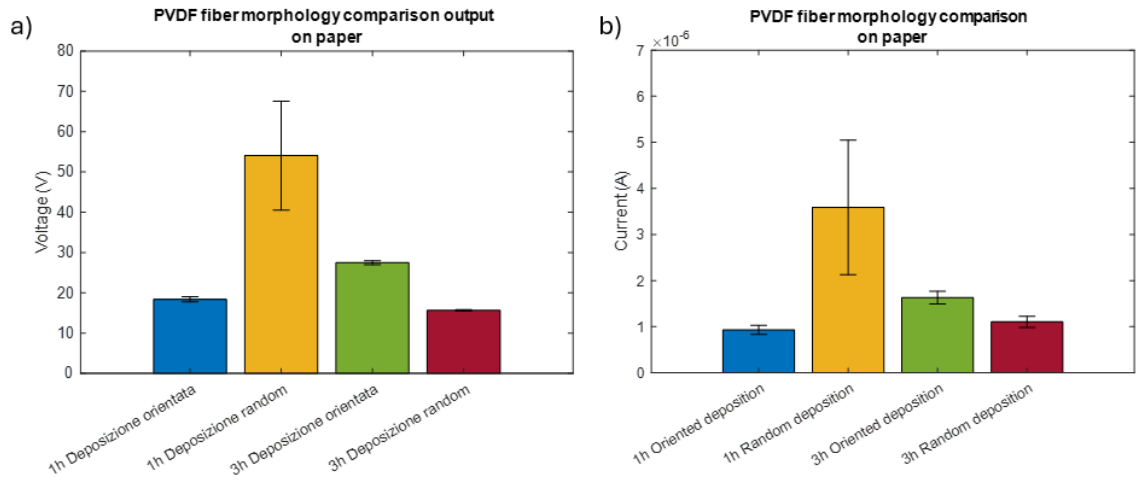 a)
PVDF fiber morphology comparison output
on paper
80
70
60
50
40
30
20
10
0
Voltage (V)
1h Deposizione orientata
1h Deposizione random
3h Deposizione orientata
3h Deposizione random
b)
PVDF fiber morphology comparison
on paper
×10⁻⁶
7
6
5
4
3
2
1
0
Current (A)
1h Oriented deposition
1h Random deposition
3h Oriented deposition
3h Random deposition